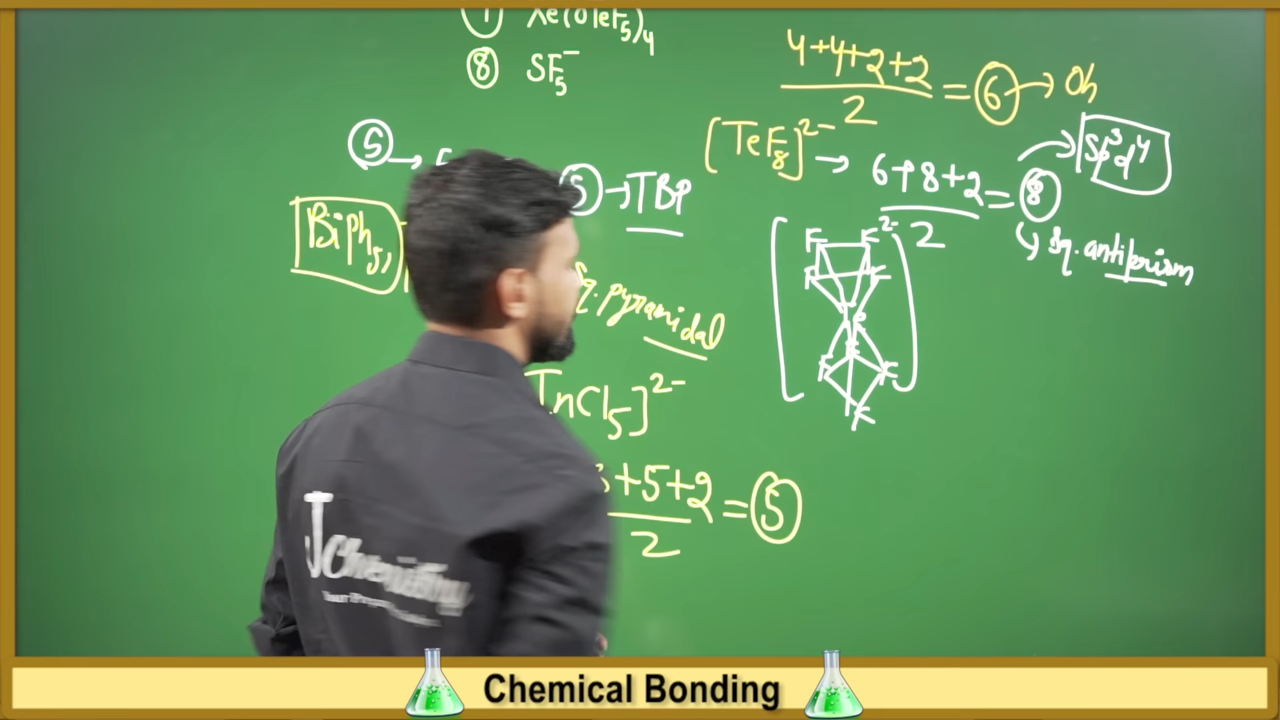 Xe(OTeF5)4
⑧ SF5-
4+4+2+2
2
= ⑥ → Oh
[TeF8]2- → 6+8+2
2
= ⑧
Sp3d4
Sq. antiprism
⑤ →
⑤ → TBP
BiPh5,
Sq. pyramidal
[InCl5]2-
+5+2
2
= ⑤
F F 2-
F F
F F
F
J Chemistry
Chemical Bonding